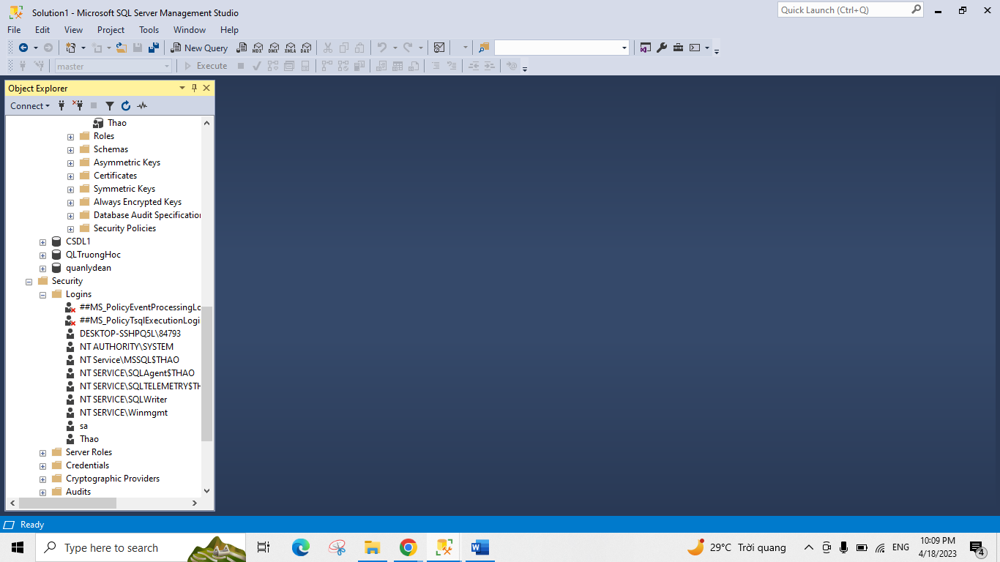 Solution1 - Microsoft SQL Server Management Studio
Quick Launch (Ctrl+Q)
File Edit View Project Tools Window Help
New Query MDX DMX XMLA DAX
master Execute
Object Explorer
Connect
Thao
Roles
Schemas
Asymmetric Keys
Certificates
Symmetric Keys
Always Encrypted Keys
Database Audit Specification
Security Policies
CSDL1
QLTruongHoc
quanlydean
Security
Logins
##MS_PolicyEventProcessingLo
##MS_PolicyTsqlExecutionLogi
DESKTOP-SSHPQ5L\84793
NT AUTHORITY\SYSTEM
NT Service\MSSQL$THAO
NT SERVICE\SQLAgent$THAO
NT SERVICE\SQLTELEMETRY$TH
NT SERVICE\SQLWriter
NT SERVICE\Winmgmt
sa
Thao
Server Roles
Credentials
Cryptographic Providers
Audits
Ready
Type here to search
29°C Trời quang
ENG
10:09 PM
4/18/2023
4